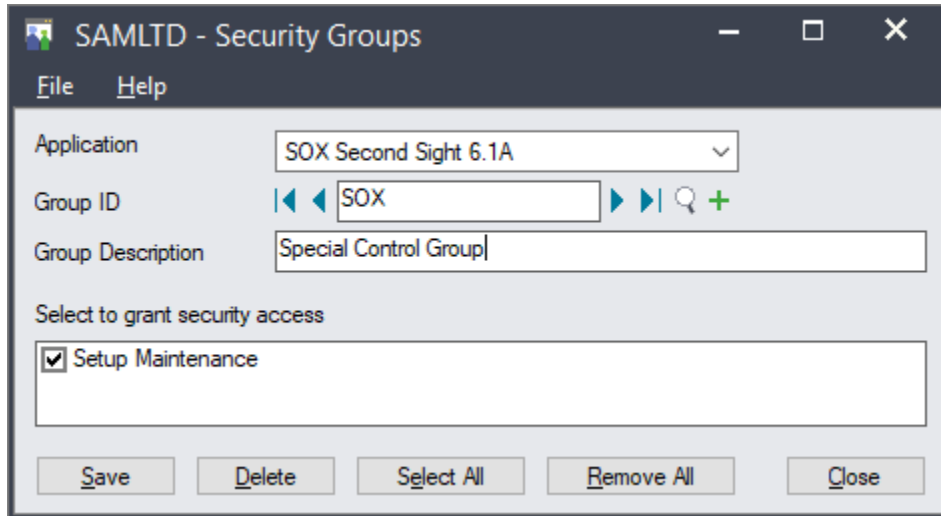 SAMLTD - Security Groups
File Help
Application SOX Second Sight 6.1A
Group ID SOX
Group Description Special Control Group
Select to grant security access
Setup Maintenance
Save Delete Select All Remove All Close